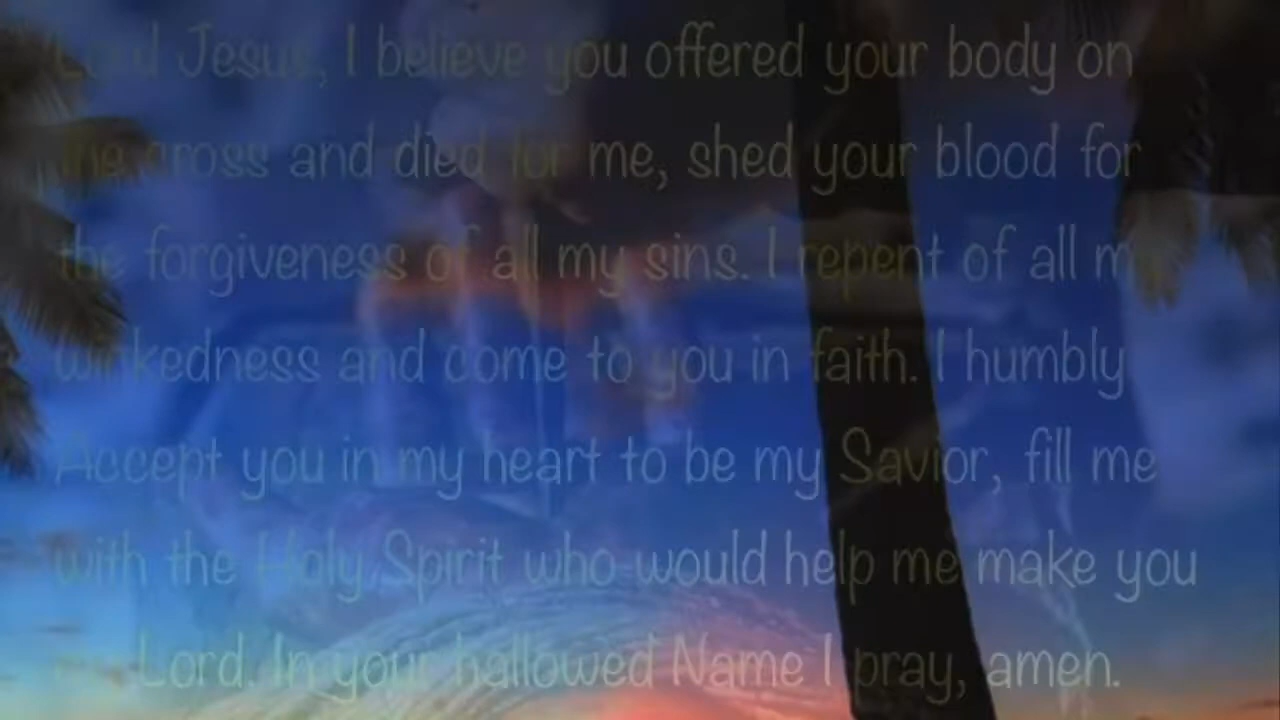 Lord Jesus, I believe you offered your body on
the cross and died for me, shed your blood for
the forgiveness of all my sins. I repent of all my
wickedness and come to you in faith. I humbly
Accept you in my heart to be my Savior, fill me
with the Holy Spirit who would help me make you
Lord. In your hallowed Name I pray, amen.